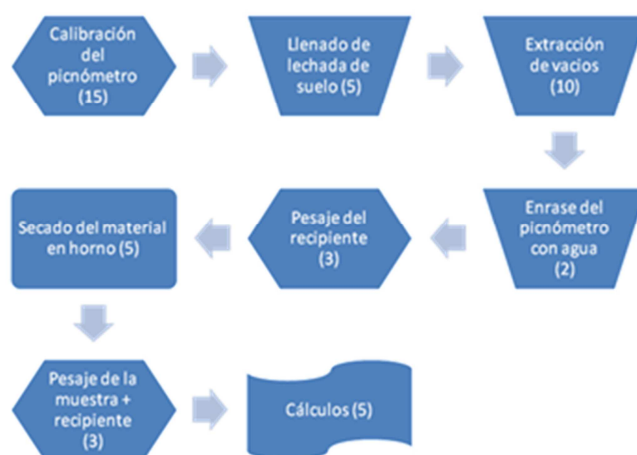 Calibración
del
picnómetro
(15)
Llenado de
lechada de
suelo (5)
Extracción
de vacios
(10)
Enrase del
picnómetro
con agua
(2)
Pesaje del
recipiente
(3)
Secado del material
en horno (5)
Pesaje de la
muestra +
recipiente
(3)
Cálculos (5)